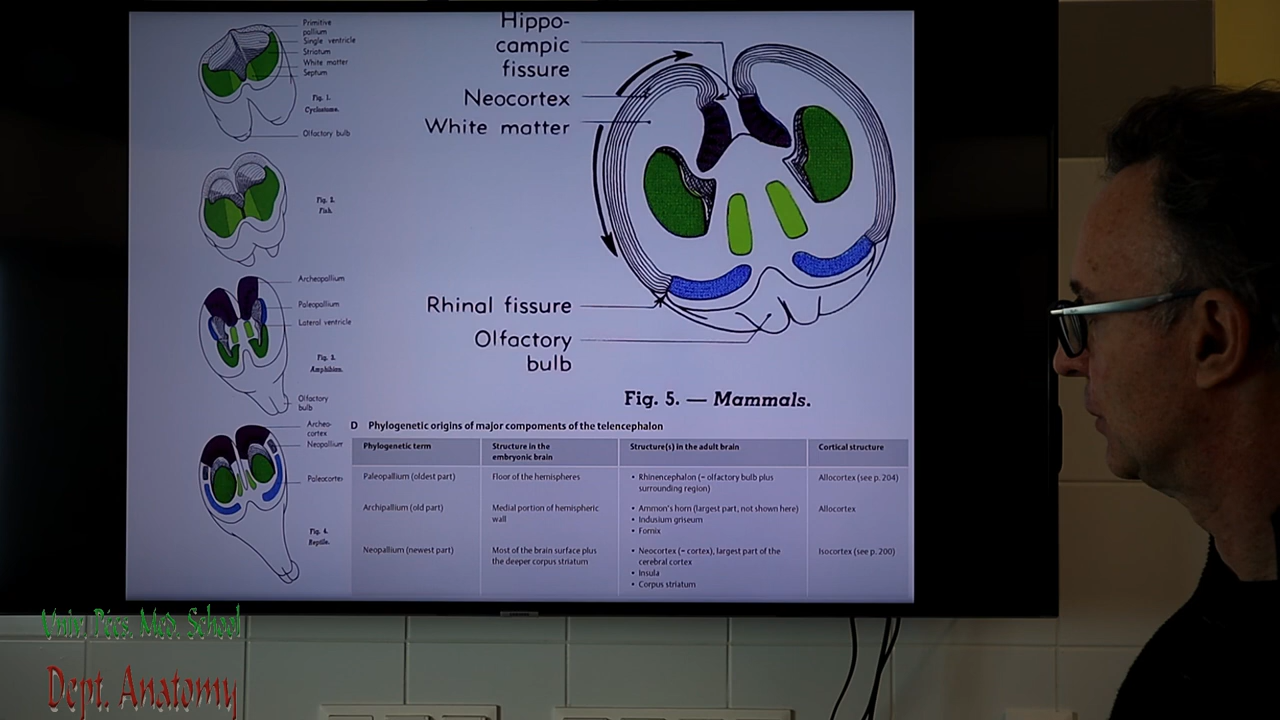 Primitive
pallium
Single ventricle
Striatum
White matter
Septum
Fig. 1.
Cyclostome.
Olfactory bulb
Fig. 2.
Fish.
Archeopallium
Paleopallium
Lateral ventricle
Fig. 3.
Amphibian.
Olfactory
bulb
Archeo-
cortex
Neopallium
Paleocortex
Fig. 4.
Reptile.
Hippo-
campic
fissure
Neocortex
White matter
Rhinal fissure
Olfactory
bulb
Fig. 5. — Mammals.
D Phylogenetic origins of major compoments of the telencephalon
Phylogenetic term
Structure in the
embryonic brain
Structure(s) in the adult brain
Cortical structure
Paleopallium (oldest part)
Floor of the hemispheres
• Rhinencephalon (= olfactory bulb plus
surrounding region)
Allocortex (see p. 204)
Archipallium (old part)
Medial portion of hemispheric
wall
• Ammon's horn (largest part, not shown here)
• Indusium griseum
• Fornix
Allocortex
Neopallium (newest part)
Most of the brain surface plus
the deeper corpus striatum
• Neocortex (= cortex), largest part of the
cerebral cortex
• Insula
• Corpus striatum
Isocortex (see p. 200)
Univ. Pécs. Med. School
Dept. Anatomy